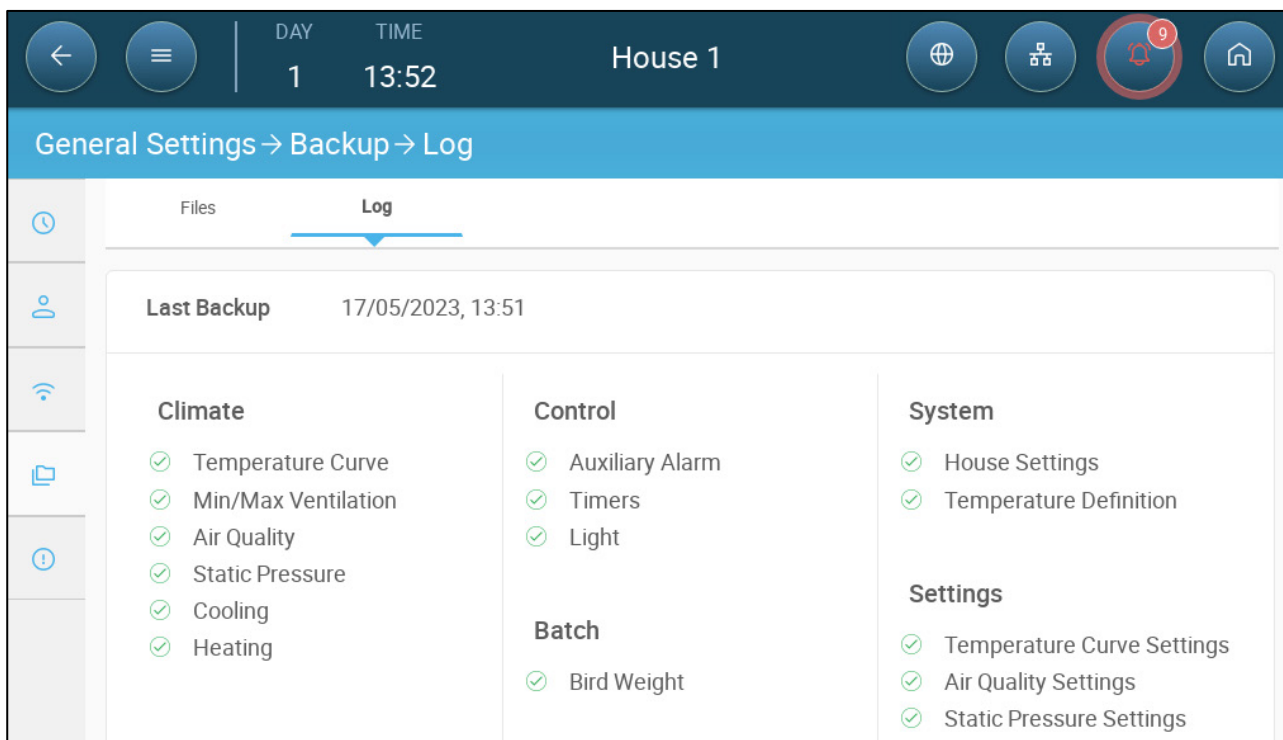 DAY
TIME
1
13:52
House 1
9
General Settings → Backup → Log
Files
Log
Last Backup
17/05/2023, 13:51
Climate
Temperature Curve
Min/Max Ventilation
Air Quality
Static Pressure
Cooling
Heating
Control
Auxiliary Alarm
Timers
Light
Batch
Bird Weight
System
House Settings
Temperature Definition
Settings
Temperature Curve Settings
Air Quality Settings
Static Pressure Settings